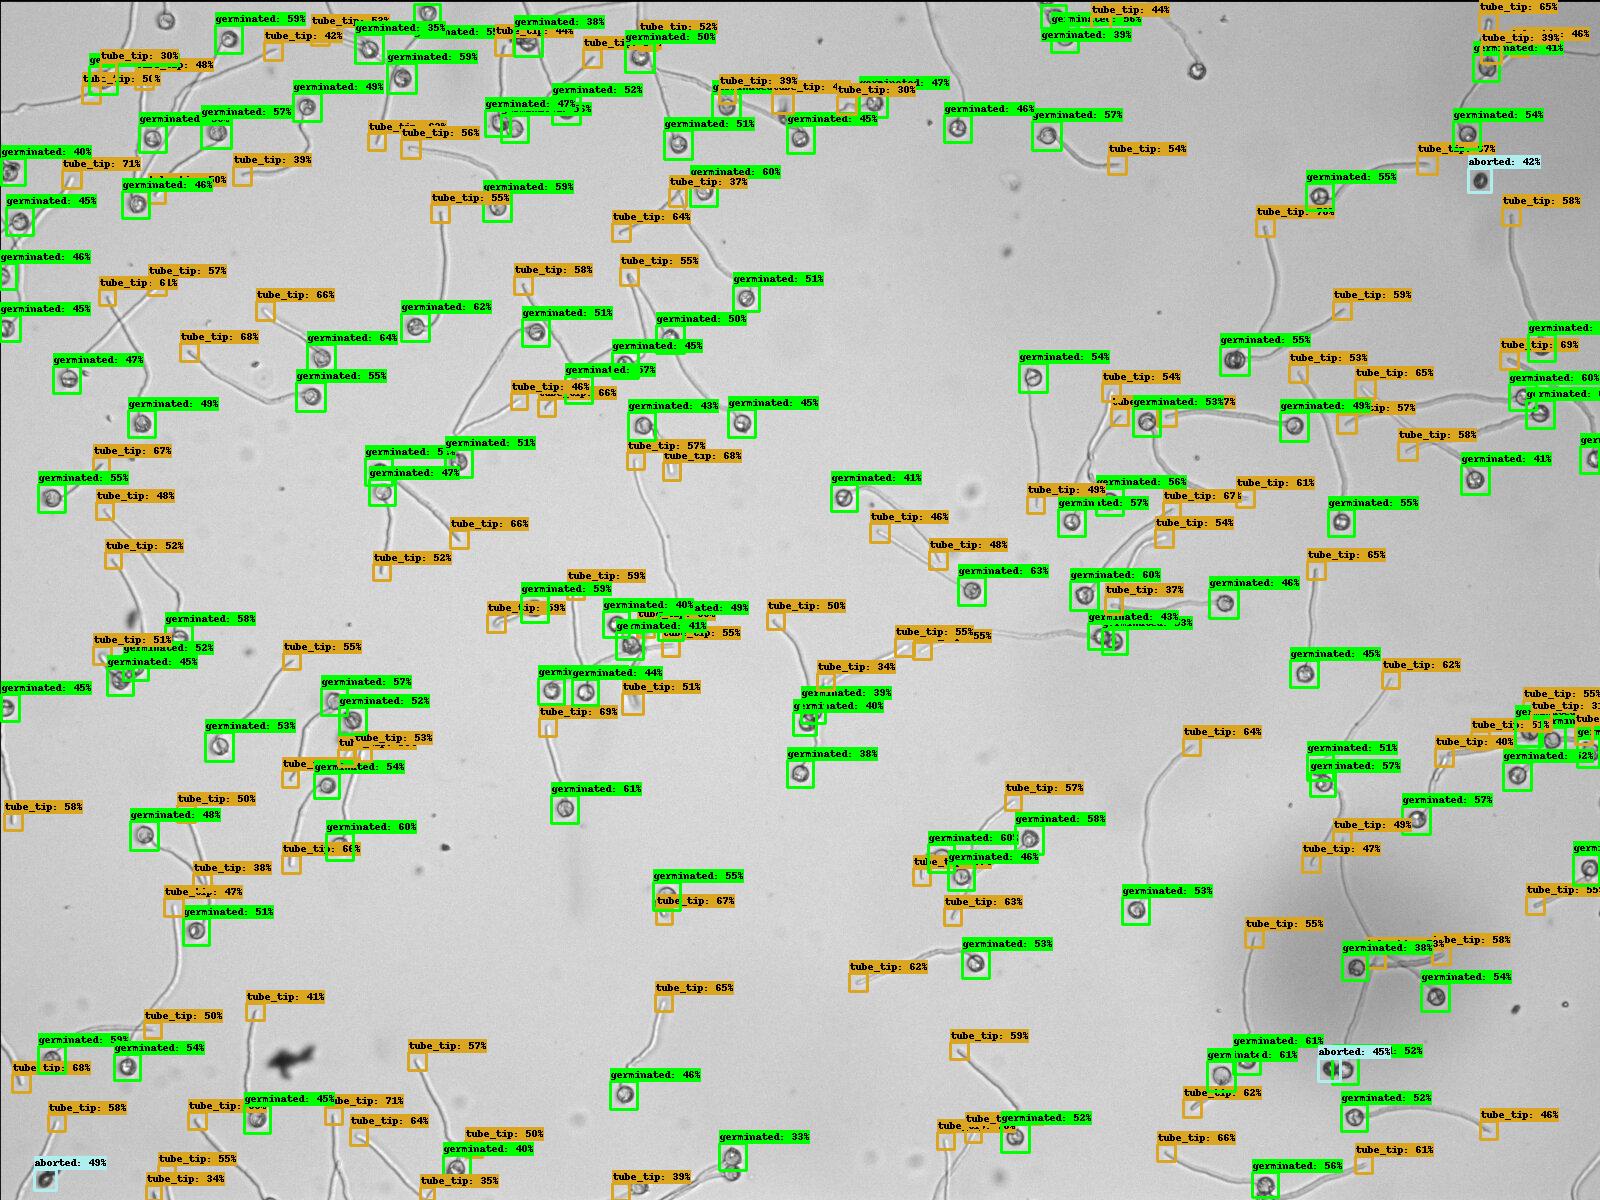 germinated: 59%
tube_tip: 42%
germinated: 38%
tube_tip: 52%
germinated: 50%
tube_tip: 44%
tube_tip: 65%
germinated: 39%
tube_tip: 39%
germinated: 41%
tube_tip: 30%
tube_tip: 48%
germinated: 59%
germinated: 49%
germinated: 52%
tube_tip: 39%
germinated: 47%
tube_tip: 30%
germinated: 57%
germinated: 47%
germinated: 51%
germinated: 45%
germinated: 46%
germinated: 57%
germinated: 54%
tube_tip: 56%
germinated: 40%
tube_tip: 71%
tube_tip: 39%
tube_tip: 54%
aborted: 42%
germinated: 46%
germinated: 59%
germinated: 60%
tube_tip: 37%
germinated: 55%
germinated: 45%
tube_tip: 55%
tube_tip: 64%
tube_tip: 58%
germinated: 46%
tube_tip: 57%
tube_tip: 61%
tube_tip: 58%
tube_tip: 55%
germinated: 51%
tube_tip: 66%
tube_tip: 59%
germinated: 45%
germinated: 62%
germinated: 51%
germinated: 50%
tube_tip: 68%
germinated: 64%
germinated: 45%
germinated: 55%
tube_tip: 69%
germinated: 47%
germinated: 55%
germinated: 54%
tube_tip: 53%
tube_tip: 65%
tube_tip: 54%
germinated: 60%
tube_tip: 46%
germinated: 49%
germinated: 43%
germinated: 45%
germinated: 53%
germinated: 49%
tube_tip: 57%
tube_tip: 67%
germinated: 51%
tube_tip: 57%
tube_tip: 68%
tube_tip: 58%
germinated: 41%
germinated: 55%
germinated: 47%
germinated: 41%
germinated: 56%
tube_tip: 61%
tube_tip: 48%
tube_tip: 49%
germinated: 57%
tube_tip: 67%
germinated: 55%
tube_tip: 66%
tube_tip: 46%
tube_tip: 54%
tube_tip: 52%
tube_tip: 52%
tube_tip: 48%
tube_tip: 65%
tube_tip: 59%
germinated: 59%
germinated: 63%
germinated: 60%
tube_tip: 37%
germinated: 46%
germinated: 40%
tube_tip: 50%
germinated: 58%
germinated: 41%
tube_tip: 55%
tube_tip: 55%
germinated: 43%
tube_tip: 51%
germinated: 52%
germinated: 45%
tube_tip: 55%
germinated: 44%
tube_tip: 34%
germinated: 45%
tube_tip: 62%
germinated: 45%
germinated: 57%
germinated: 52%
tube_tip: 51%
germinated: 39%
germinated: 40%
tube_tip: 55%
germinated: 53%
tube_tip: 69%
tube_tip: 53%
tube_tip: 64%
tube_tip: 40%
germinated: 51%
germinated: 54%
germinated: 38%
germinated: 57%
germinated: 61%
tube_tip: 57%
tube_tip: 58%
tube_tip: 50%
germinated: 48%
germinated: 57%
germinated: 58%
germinated: 60%
tube_tip: 49%
tube_tip: 47%
germinated: 46%
tube_tip: 38%
germinated: 55%
tube_tip: 47%
germinated: 53%
tube_tip: 67%
tube_tip: 63%
germinated: 51%
tube_tip: 55%
germinated: 53%
germinated: 38%
tube_tip: 58%
tube_tip: 62%
germinated: 54%
tube_tip: 65%
tube_tip: 41%
tube_tip: 50%
germinated: 54%
tube_tip: 57%
tube_tip: 59%
germinated: 61%
aborted: 45%
tube_tip: 68%
germinated: 46%
tube_tip: 62%
germinated: 52%
tube_tip: 58%
germinated: 45%
tube_tip: 71%
tube_tip: 64%
germinated: 52%
tube_tip: 46%
tube_tip: 50%
germinated: 40%
germinated: 33%
tube_tip: 66%
tube_tip: 61%
aborted: 49%
tube_tip: 55%
germinated: 56%
tube_tip: 34%
tube_tip: 35%
tube_tip: 39%